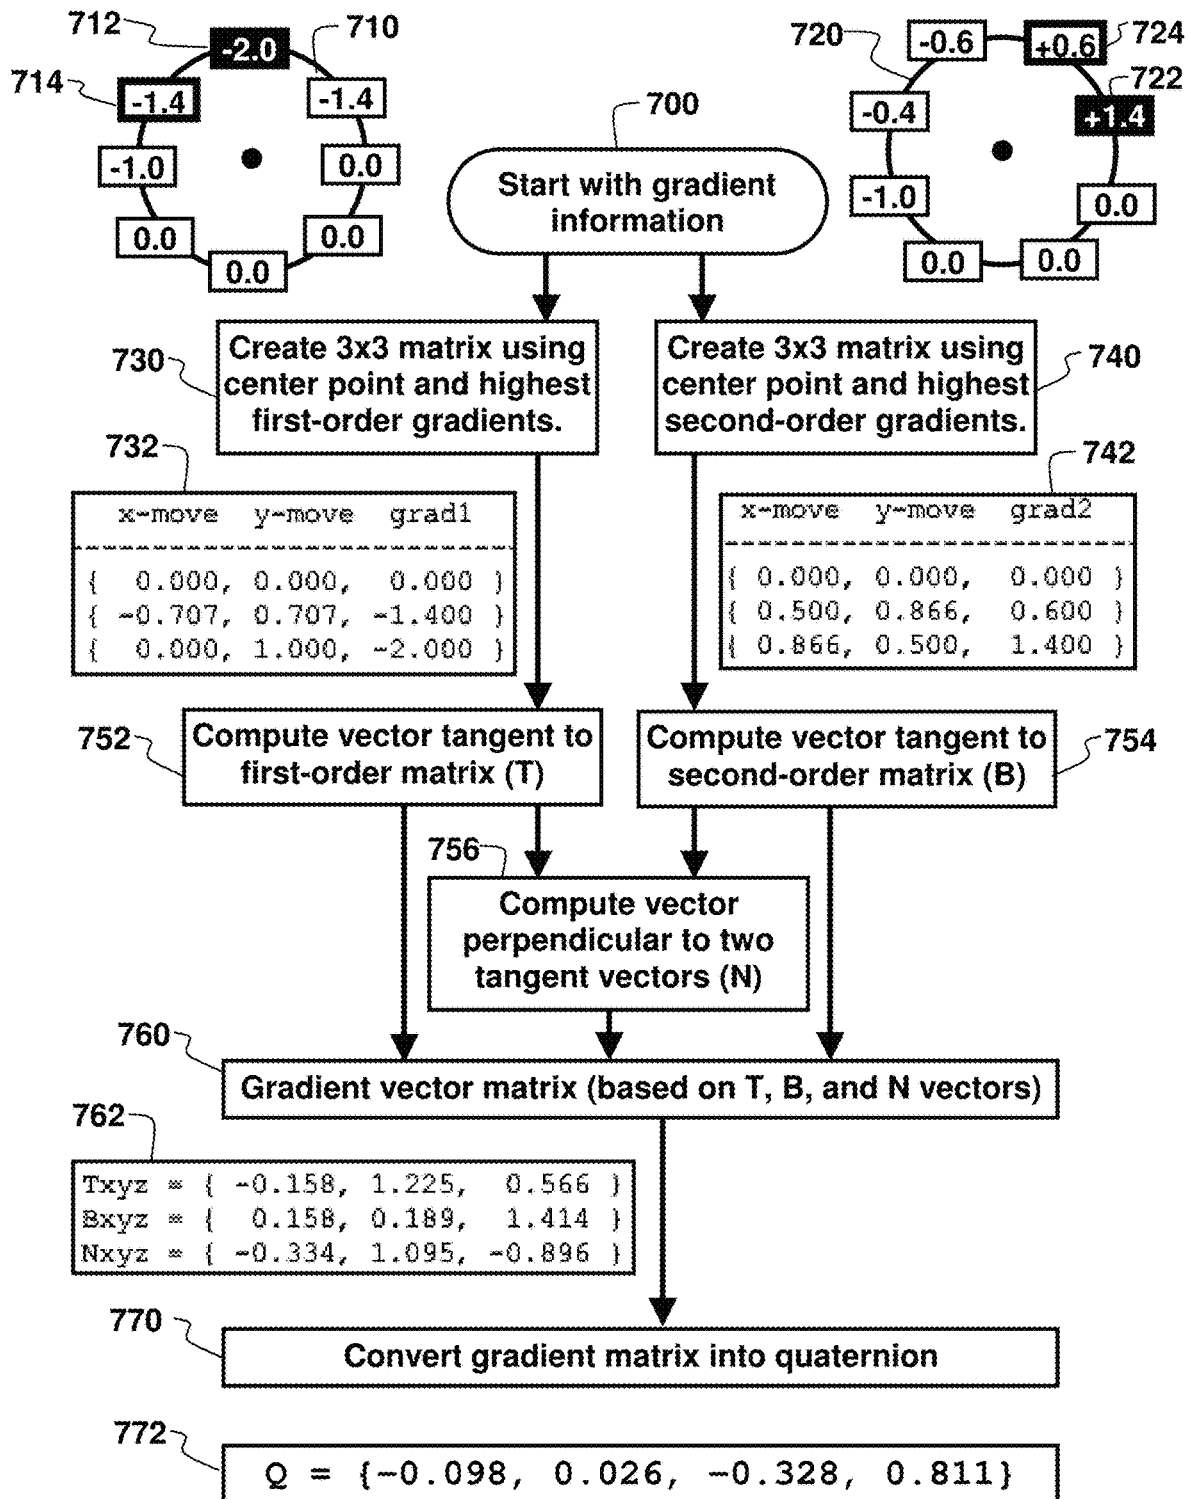 712
-2.0
710
714
-1.4
-1.4
-1.0
0.0
0.0
0.0
0.0
700
Start with gradient
information
720
-0.6
+0.6
724
722
-0.4
+1.4
-1.0
0.0
0.0
0.0
730
Create 3x3 matrix using
center point and highest
first-order gradients.
740
Create 3x3 matrix using
center point and highest
second-order gradients.
732
x-move y-move grad1
{ 0.000, 0.000, 0.000 }
{ -0.707, 0.707, -1.400 }
{ 0.000, 1.000, -2.000 }
742
x-move y-move grad2
{ 0.000, 0.000, 0.000 }
{ 0.500, 0.866, 0.600 }
{ 0.866, 0.500, 1.400 }
752
Compute vector tangent to
first-order matrix (T)
Compute vector tangent to
second-order matrix (B)
754
756
Compute vector
perpendicular to two
tangent vectors (N)
760
Gradient vector matrix (based on T, B, and N vectors)
762
Txyz = { -0.158, 1.225, 0.566 }
Bxyz = { 0.158, 0.189, 1.414 }
Nxyz = { -0.334, 1.095, -0.896 }
770
Convert gradient matrix into quaternion
772
Q = {-0.098, 0.026, -0.328, 0.811}